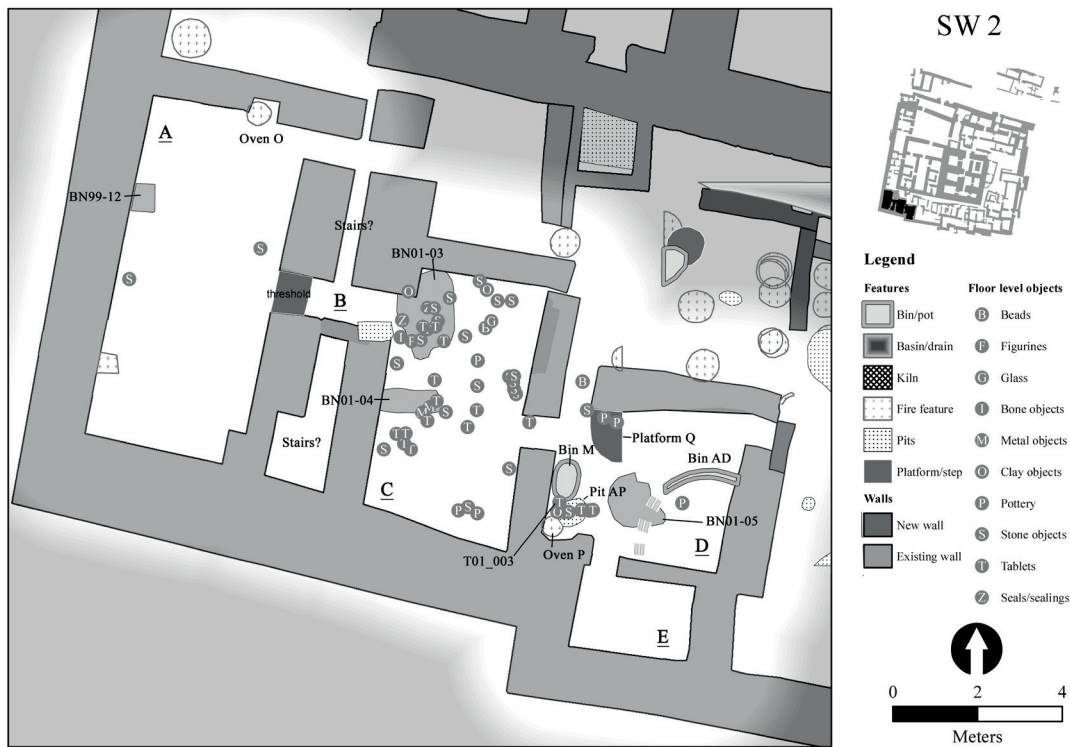 SW 2
A
Oven O
BN99-12
Stairs?
BN01-03
threshold
B
BN01-04
Stairs?
C
Platform Q
Bin M
Bin AD
Pit AP
BN01-05
D
T01_003
Oven P
E
S
S
O
S
O
S
S
S
Z
S
Z
S
T
T
G
I
S
T
S
S
P
T
S
S
S
T
M
S
T
T
T
T
T
I
S
S
P
S
P
B
S
P
P
T
O
S
T
T
P
Legend
Features
Bin/pot
Basin/drain
Kiln
Fire feature
Pits
Platform/step
Walls
New wall
Existing wall
Floor level objects
B Beads
F Figurines
G Glass
I Bone objects
M Metal objects
O Clay objects
P Pottery
S Stone objects
T Tablets
Z Seals/sealings
0 2 4
Meters